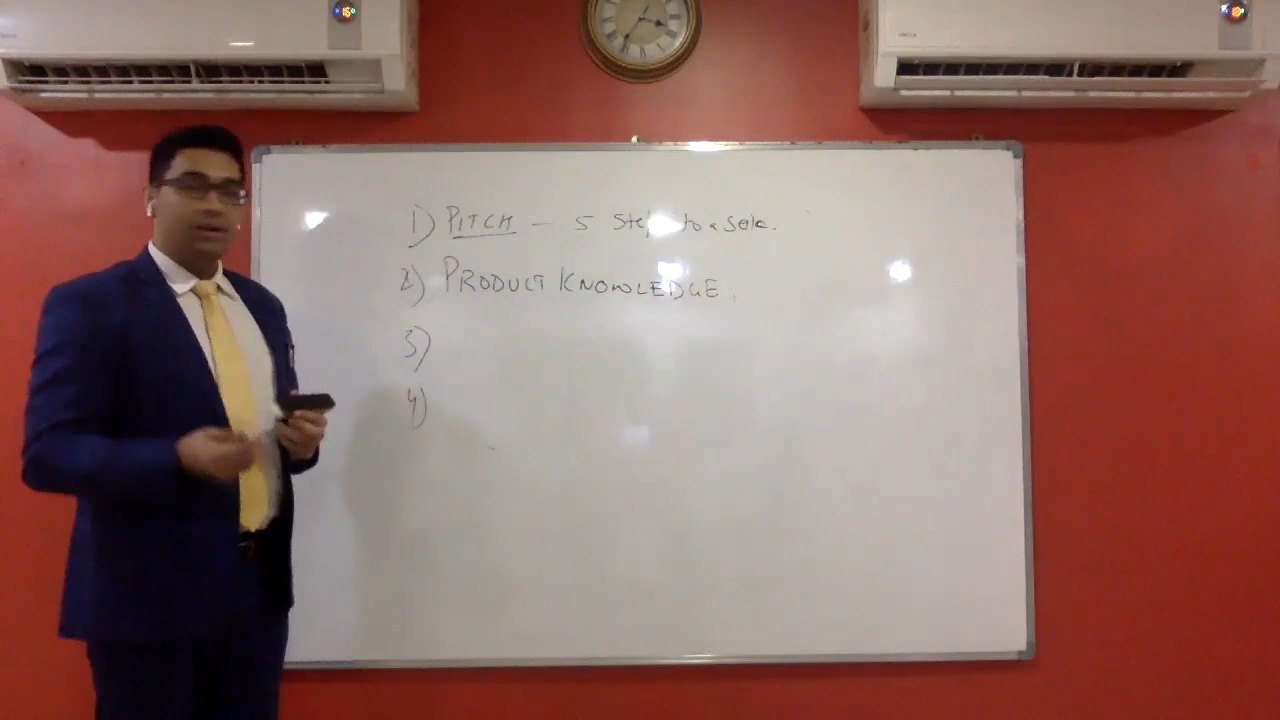 1) PITCH — 5 Steps to a Sale.
2) PRODUCT KNOWLEDGE.
3)
4)